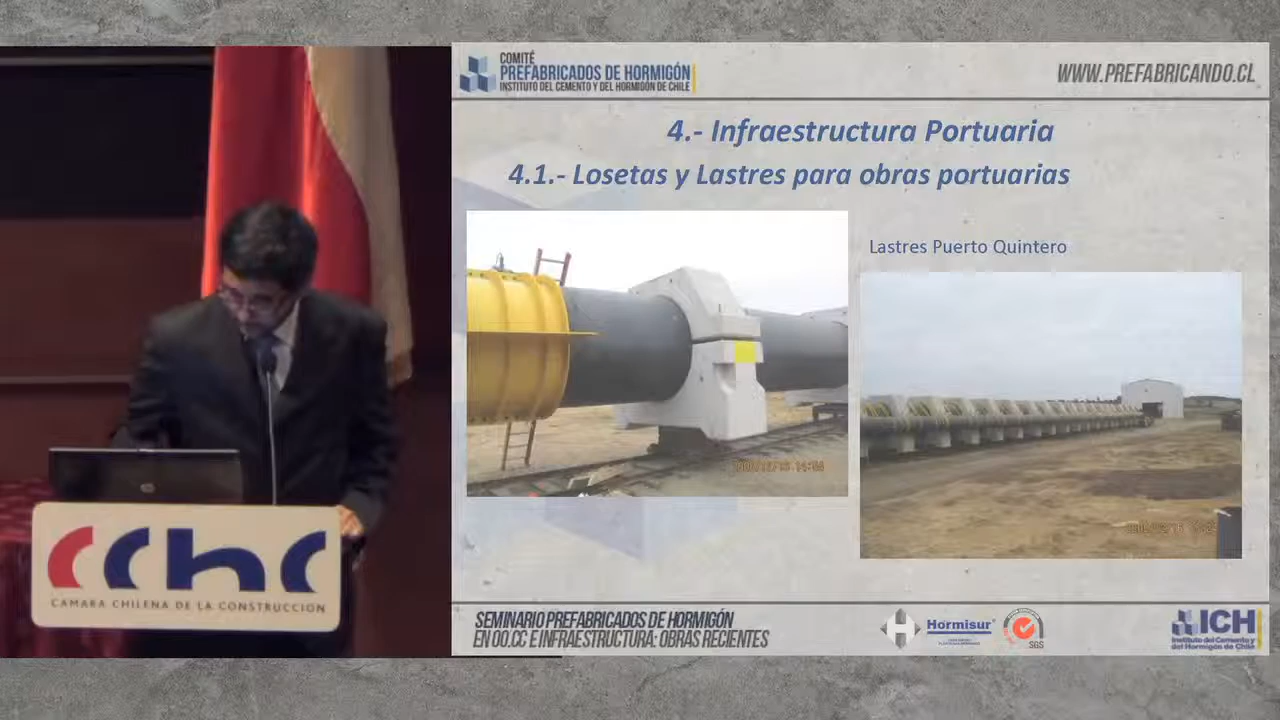 COMITÉ
PREFABRICADOS DE HORMIGÓN
INSTITUTO DEL CEMENTO Y DEL HORMIGÓN DE CHILE
WWW.PREFABRICANDO.CL
4.- Infraestructura Portuaria
4.1.- Losetas y Lastres para obras portuarias
Lastres Puerto Quintero
CChC
CAMARA CHILENA DE LA CONSTRUCCION
SEMINARIO PREFABRICADOS DE HORMIGÓN
EN OO.CC E INFRAESTRUCTURA: OBRAS RECIENTES
H
Hormisur
SGS
ICH
Instituto del Cemento y
del Hormigón de Chile